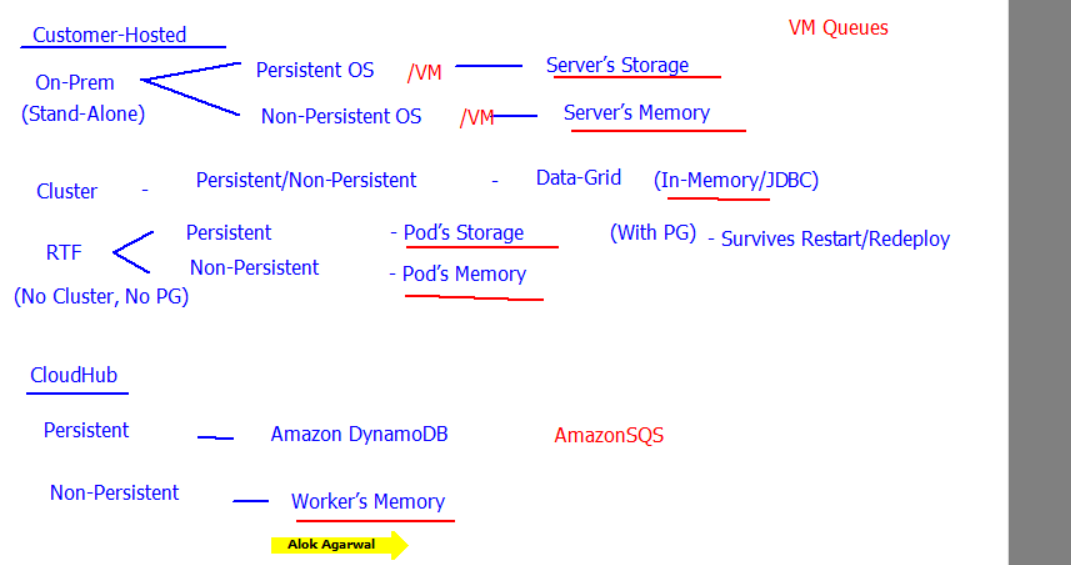 VM Queues
Customer-Hosted
Persistent OS /VM Server's Storage
On-Prem
(Stand-Alone)
Non-Persistent OS /VM Server's Memory
Cluster - Persistent/Non-Persistent - Data-Grid (In-Memory/JDBC)
Persistent - Pod's Storage (With PG) - Survives Restart/Redeploy
RTF
Non-Persistent - Pod's Memory
(No Cluster, No PG)
CloudHub
Persistent Amazon DynamoDB AmazonSQS
Non-Persistent Worker's Memory
Alok Agarwal